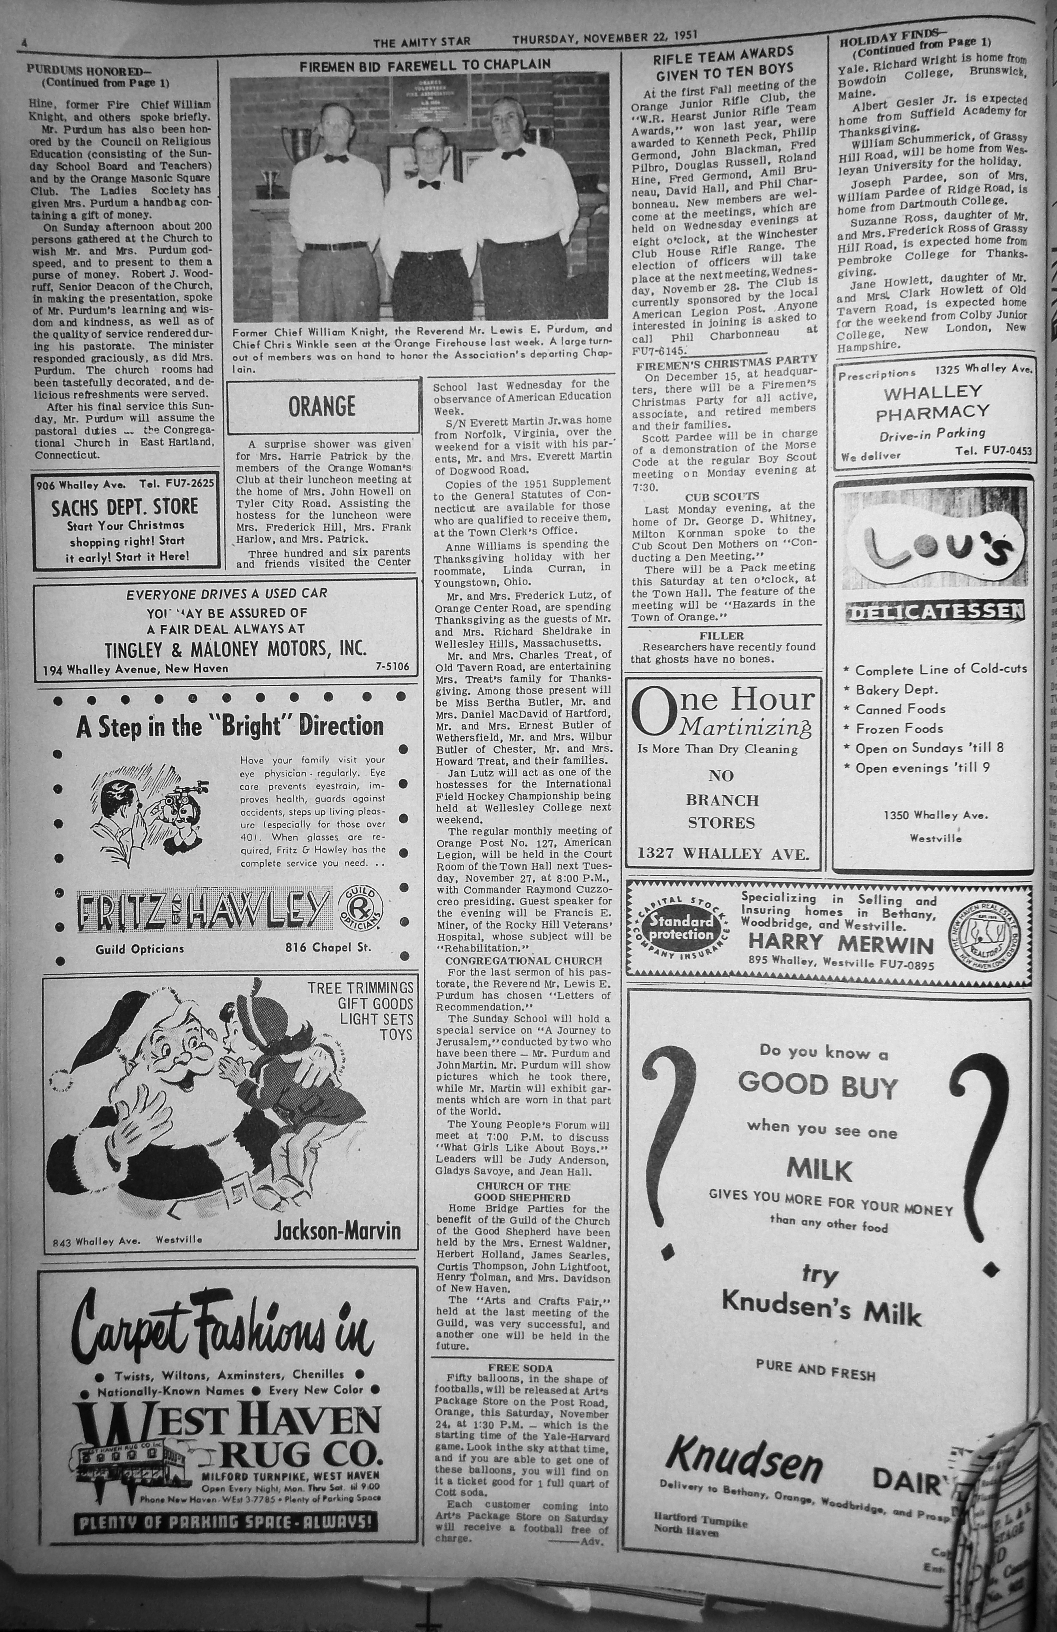 4
THE AMITY STAR THURSDAY, NOVEMBER 22, 1951
PURDUMS HONORED—
(Continued from Page 1)
Hine, former Fire Chief William
Knight, and others spoke briefly.
Mr. Purdum has also been hon-
ored by the Council on Religious
Education (consisting of the Sun-
day School Board and Teachers)
and by the Orange Masonic Square
Club. The Ladies Society has
given Mrs. Purdum a handbag con-
taining a gift of money.
On Sunday afternoon about 200
persons gathered at the Church to
wish Mr. and Mrs. Purdum god-
speed, and to present to them a
purse of money. Robert J. Wood-
ruff, Senior Deacon of the Church,
in making the presentation, spoke
of Mr. Purdum's learning and wis-
dom and kindness, as well as of
the quality of service rendered dur-
ing his pastorate. The minister
responded graciously, as did Mrs.
Purdum. The church rooms had
been tastefully decorated, and de-
licious refreshments were served.
After his final service this Sun-
day, Mr. Purdum will assume the
pastoral duties — the Congrega-
tional Church in East Hartland,
Connecticut.
906 Whalley Ave. Tel. FU7-2625
SACHS DEPT. STORE
Start Your Christmas
shopping right! Start
it early! Start it Here!
FIREMEN BID FAREWELL TO CHAPLAIN
ORANGE
VOLUNTEER
FIRE ASSOCIATION
Former Chief William Knight, the Reverend Mr. Lewis E. Purdum, and
Chief Chris Winkle seen at the Orange Firehouse last week. A large turn-
out of members was on hand to honor the Association's departing Chap-
lain.
ORANGE
A surprise shower was given
for Mrs. Harrie Patrick by the
members of the Orange Woman's
Club at their luncheon meeting at
the home of Mrs. John Howell on
Tyler City Road. Assisting the
hostess for the luncheon were
Mrs. Frederick Hill, Mrs. Frank
Harlow, and Mrs. Patrick.
Three hundred and six parents
and friends visited the Center
EVERYONE DRIVES A USED CAR
YOU MAY BE ASSURED OF
A FAIR DEAL ALWAYS AT
TINGLEY & MALONEY MOTORS, INC.
194 Whalley Avenue, New Haven 7-5106
A Step in the "Bright" Direction
Have your family visit your
eye physician - regularly. Eye
care prevents eyestrain, im-
proves health, guards against
accidents, steps up living pleas-
ure (especially for those over
40). When glasses are re-
quired, Fritz & Hawley has the
complete service you need. . .
FRITZ AND HAWLEY
GUILD OPTICIANS
Guild Opticians 816 Chapel St.
TREE TRIMMINGS
GIFT GOODS
LIGHT SETS
TOYS
Jackson-Marvin
843 Whalley Ave. Westville
Carpet Fashions in
Twists, Wiltons, Axminsters, Chenilles
Nationally-Known Names ● Every New Color
WEST HAVEN
RUG CO.
MILFORD TURNPIKE, WEST HAVEN
Open Every Night, Mon. Thru Sat. til 9:00
Phone New Haven - WEst 3-7785 • Plenty of Parking Space
PLENTY OF PARKING SPACE - ALWAYS!
School last Wednesday for the
observance of American Education
Week.
S/N Everett Martin Jr. was home
from Norfolk, Virginia, over the
weekend for a visit with his par-
ents, Mr. and Mrs. Everett Martin
of Dogwood Road.
Copies of the 1951 Supplement
to the General Statutes of Con-
necticut are available for those
who are qualified to receive them,
at the Town Clerk's Office.
Anne Williams is spending the
Thanksgiving holiday with her
roommate, Linda Curran, in
Youngstown, Ohio.
Mr. and Mrs. Frederick Lutz, of
Orange Center Road, are spending
Thanksgiving as the guests of Mr.
and Mrs. Richard Sheldrake in
Wellesley Hills, Massachusetts.
Mr. and Mrs. Charles Treat, of
Old Tavern Road, are entertaining
Mrs. Treat's family for Thanks-
giving. Among those present will
be Miss Bertha Butler, Mr. and
Mrs. Daniel MacDavid of Hartford,
Mr. and Mrs. Ernest Butler of
Wethersfield, Mr. and Mrs. Wilbur
Butler of Chester, Mr. and Mrs.
Howard Treat, and their families.
Jan Lutz will act as one of the
hostesses for the International
Field Hockey Championship being
held at Wellesley College next
weekend.
The regular monthly meeting of
Orange Post No. 127, American
Legion, will be held in the Court
Room of the Town Hall next Tues-
day, November 27, at 8:00 P.M.,
with Commander Raymond Cuzzo-
creo presiding. Guest speaker for
the evening will be Francis E.
Miner, of the Rocky Hill Veterans'
Hospital, whose subject will be
"Rehabilitation."
CONGREGATIONAL CHURCH
For the last sermon of his pas-
torate, the Reverend Mr. Lewis E.
Purdum has chosen "Letters of
Recommendation."
The Sunday School will hold a
special service on "A Journey to
Jerusalem," conducted by two who
have been there — Mr. Purdum and
John Martin. Mr. Purdum will show
pictures which he took there,
while Mr. Martin will exhibit gar-
ments which are worn in that part
of the World.
The Young People's Forum will
meet at 7:00 P.M. to discuss
"What Girls Like About Boys."
Leaders will be Judy Anderson,
Gladys Savoye, and Jean Hall.
CHURCH OF THE
GOOD SHEPHERD
Home Bridge Parties for the
benefit of the Guild of the Church
of the Good Shepherd have been
held by the Mrs. Ernest Waldner,
Herbert Holland, James Searles,
Curtis Thompson, John Lightfoot,
Henry Tolman, and Mrs. Davidson
of New Haven.
The "Arts and Crafts Fair,"
held at the last meeting of the
Guild, was very successful, and
another one will be held in the
future.
FREE SODA
Fifty balloons, in the shape of
footballs, will be released at Art's
Package Store on the Post Road,
Orange, this Saturday, November
24, at 1:30 P.M. — which is the
starting time of the Yale-Harvard
game. Look in the sky at that time,
and if you are able to get one of
these balloons, you will find on
it a ticket good for 1 full quart of
Cott soda.
Each customer coming into
Art's Package Store on Saturday
will receive a football free of
charge. ——Adv.
RIFLE TEAM AWARDS
GIVEN TO TEN BOYS
At the first Fall meeting of the
Orange Junior Rifle Club, the
"W.R. Hearst Junior Rifle Team
Awards," won last year, were
awarded to Kenneth Peck, Philip
Germond, John Blackman, Fred
Pilbro, Douglas Russell, Roland
Hine, Fred Germond, Amil Bru-
neau, David Hall, and Phil Char-
bonneau. New members are wel-
come at the meetings, which are
held on Wednesday evenings at
eight o'clock, at the Winchester
Club House Rifle Range. The
election of officers will take
place at the next meeting, Wednes-
day, November 28. The Club is
currently sponsored by the local
American Legion Post. Anyone
interested in joining is asked to
call Phil Charbonneau at
FU7-6145.
FIREMEN'S CHRISTMAS PARTY
On December 15, at headquar-
ters, there will be a Firemen's
Christmas Party for all active,
associate, and retired members
and their families.
Scott Pardee will be in charge
of a demonstration of the Morse
Code at the regular Boy Scout
meeting on Monday evening at
7:30.
CUB SCOUTS
Last Monday evening, at the
home of Dr. George D. Whitney,
Milton Kornman spoke to the
Cub Scout Den Mothers on "Con-
ducting a Den Meeting."
There will be a Pack meeting
this Saturday at ten o'clock, at
the Town Hall. The feature of the
meeting will be "Hazards in the
Town of Orange."
FILLER
Researchers have recently found
that ghosts have no bones.
One Hour
Martinizing
Is More Than Dry Cleaning
NO
BRANCH
STORES
1327 WHALLEY AVE.
HOLIDAY FINDS—
(Continued from Page 1)
Yale. Richard Wright is home from
Bowdoin College, Brunswick,
Maine.
Albert Gesler Jr. is expected
home from Suffield Academy for
Thanksgiving.
William Schummerick, of Grassy
Hill Road, will be home from Wes-
leyan University for the holiday.
Joseph Pardee, son of Mrs.
William Pardee of Ridge Road, is
home from Dartmouth College.
Suzanne Ross, daughter of Mr.
and Mrs. Frederick Ross of Grassy
Hill Road, is expected home from
Pembroke College for Thanks-
giving.
Jane Howlett, daughter of Mr.
and Mrs. Clark Howlett of Old
Tavern Road, is expected home
for the weekend from Colby Junior
College, New London, New
Hampshire.
Prescriptions 1325 Whalley Ave.
WHALLEY
PHARMACY
Drive-in Parking
We deliver Tel. FU7-0453
Lou's
DELICATESSEN
* Complete Line of Cold-cuts
* Bakery Dept.
* Canned Foods
* Frozen Foods
* Open on Sundays 'till 8
* Open evenings 'till 9
1350 Whalley Ave.
Westville
CAPITAL STOCK
Standard
protection
COMPANY INSURANCE
Specializing in Selling and
Insuring homes in Bethany,
Woodbridge, and Westville.
HARRY MERWIN
895 Whalley, Westville FU7-0895
THE NEW HAVEN REAL ESTATE BOARD
REALTORS
? ?
Do you know a
GOOD BUY
when you see one
MILK
GIVES YOU MORE FOR YOUR MONEY
than any other food
try
Knudsen's Milk
PURE AND FRESH
Knudsen DAIRY
Delivery to Bethany, Orange, Woodbridge, and Prosp
Hartford Turnpike
North Haven